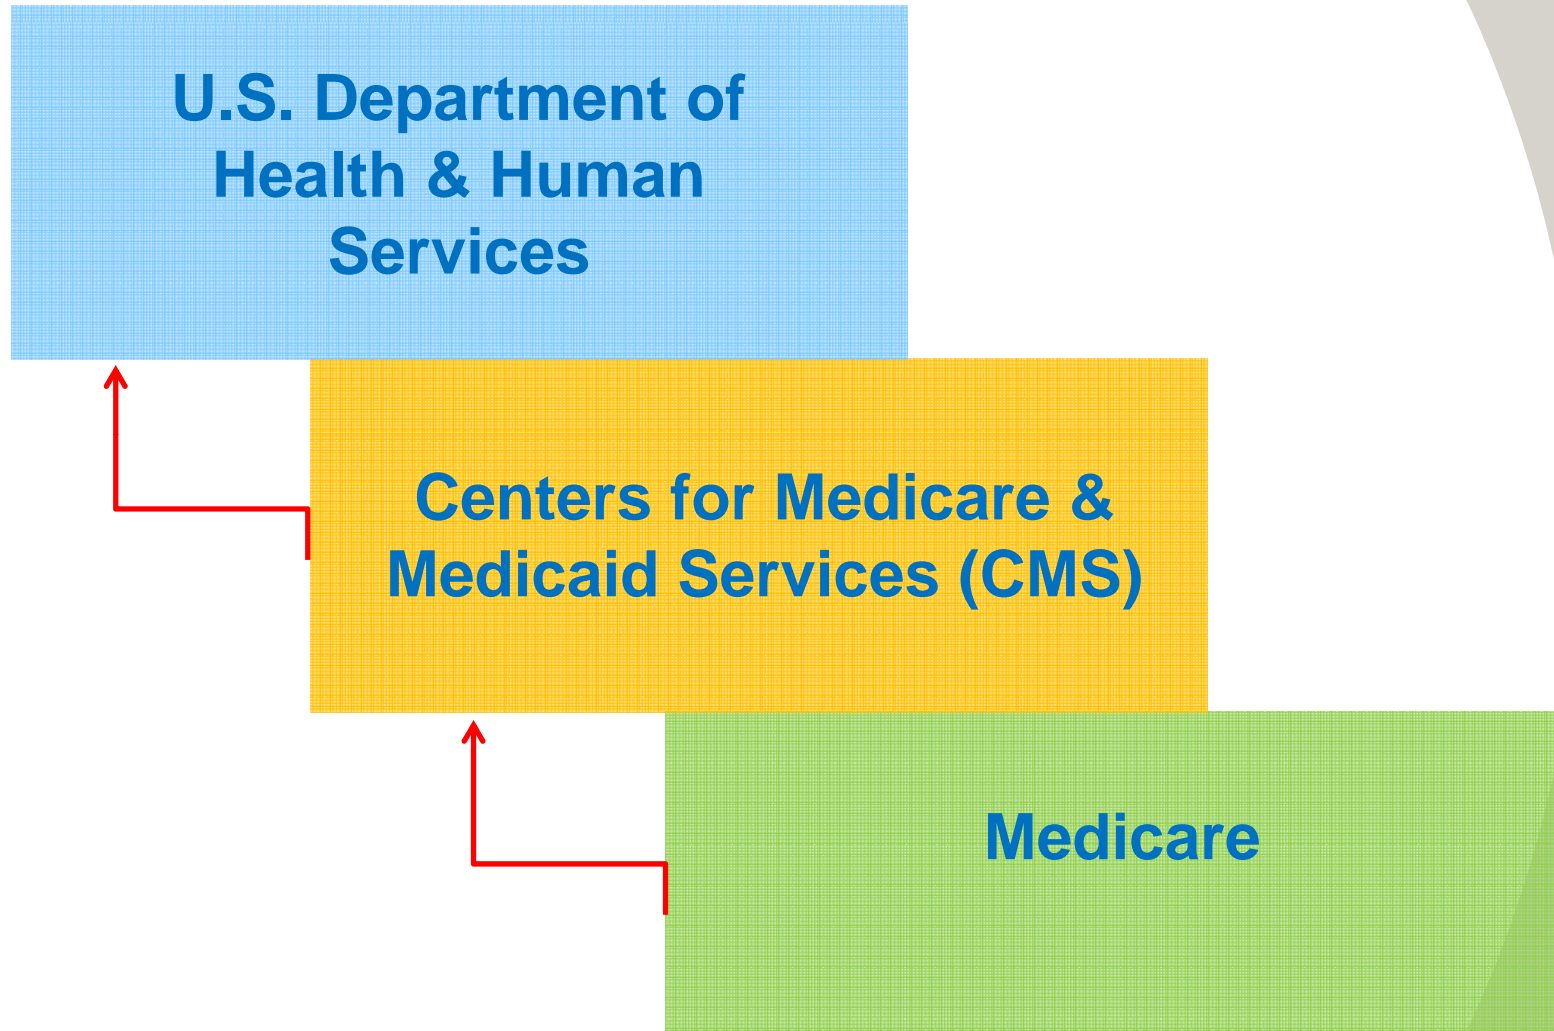 U.S. Department of
Health & Human
Services
Centers for Medicare &
Medicaid Services (CMS)
Medicare